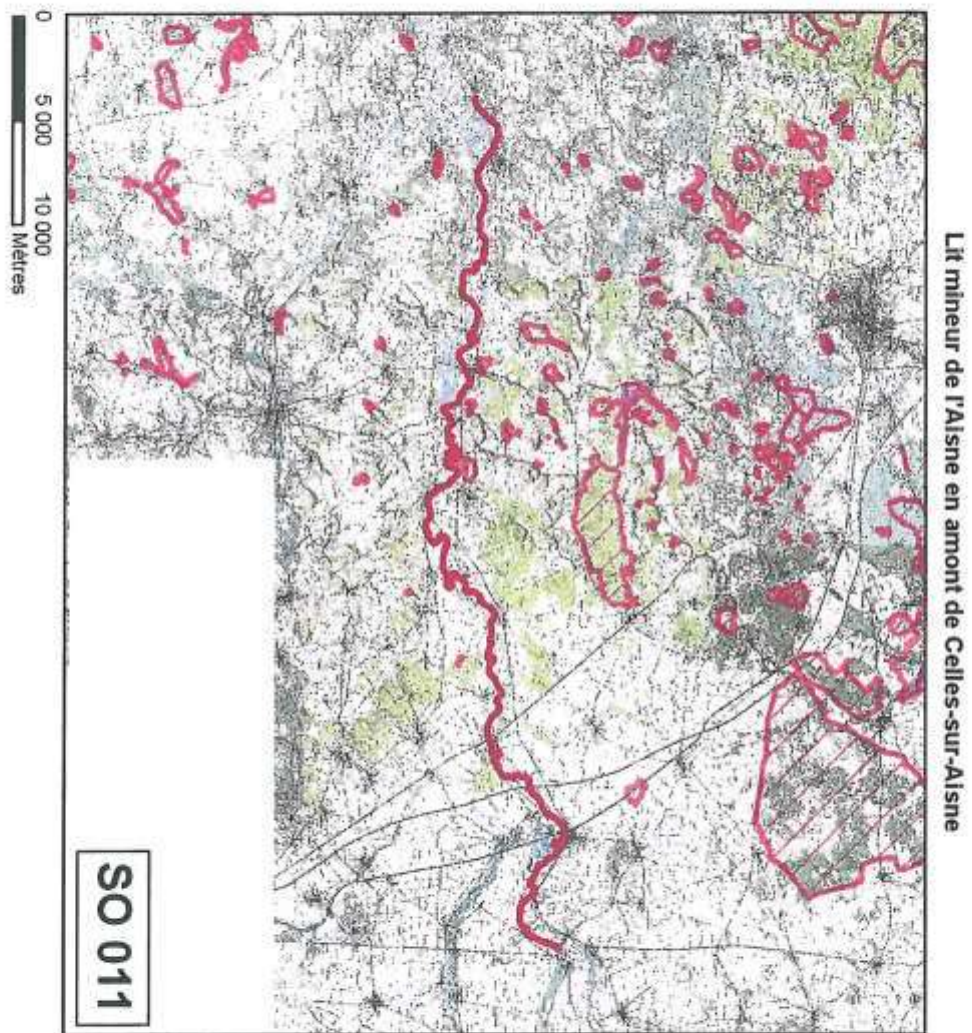 Lit mineur de l'Aisne en amont de Celles-sur-Aisne
SO 011
0 5 000 10 000
Mètres